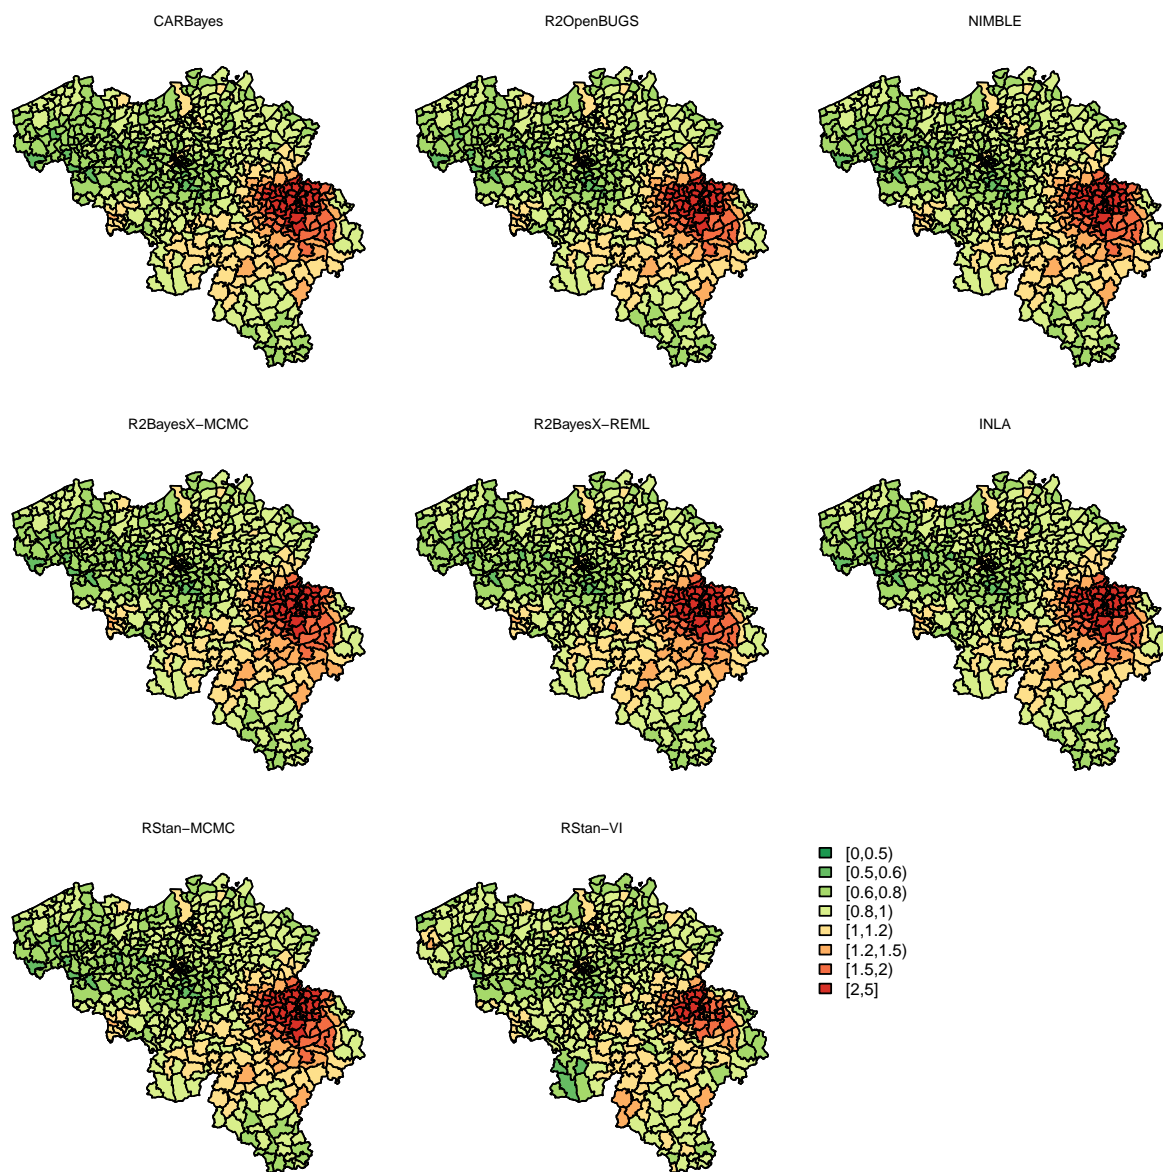 CARBayes
R2OpenBUGS
NIMBLE
R2BayesX−MCMC
R2BayesX−REML
INLA
RStan−MCMC
RStan−VI
[0,0.5)
[0.5,0.6)
[0.6,0.8)
[0.8,1)
[1,1.2)
[1.2,1.5)
[1.5,2)
[2,5]